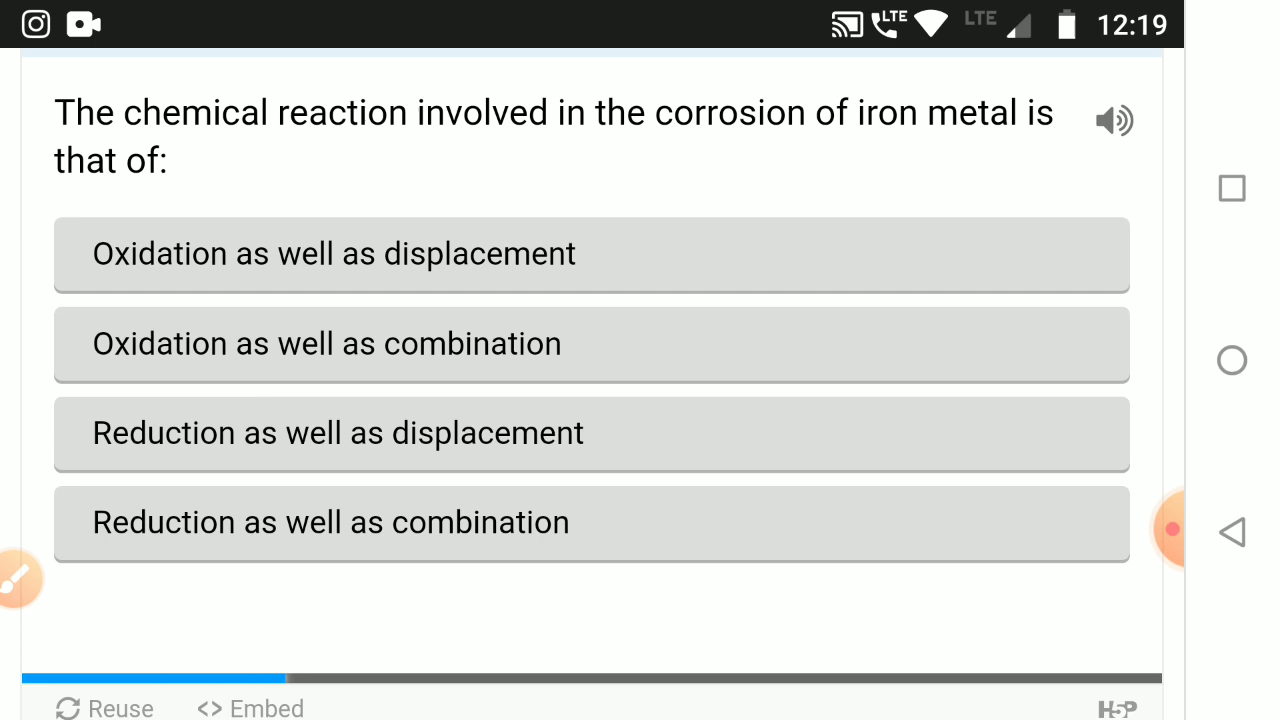 LTE LTE 12:19
The chemical reaction involved in the corrosion of iron metal is
that of:
Oxidation as well as displacement
Oxidation as well as combination
Reduction as well as displacement
Reduction as well as combination
Reuse <> Embed H5P